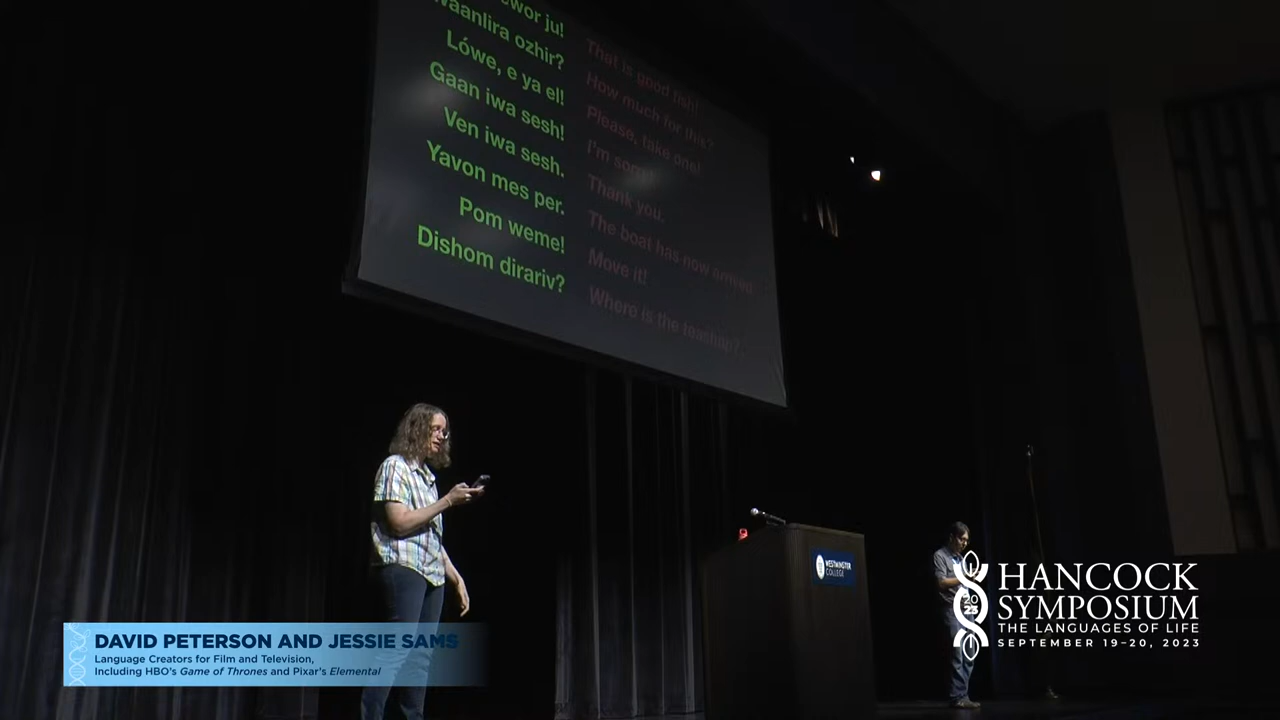 ewor ju!
waanlira ozhir?
Lówe, e ya el!
Gaan iwa sesh!
Ven iwa sesh.
Yavon mes per.
Pom weme!
Dishom dirariv?
That is good fish!
How much for this?
Please, take one!
I'm sorry!
Thank you.
The boat has now arrived.
Move it!
Where is the
WESTMINSTER
COLLEGE
DAVID PETERSON AND JESSIE SAMS
Language Creators for Film and Television,
Including HBO's Game of Thrones and Pixar's Elemental
2023
HANCOCK
SYMPOSIUM
THE LANGUAGES OF LIFE
SEPTEMBER 19–20, 2023